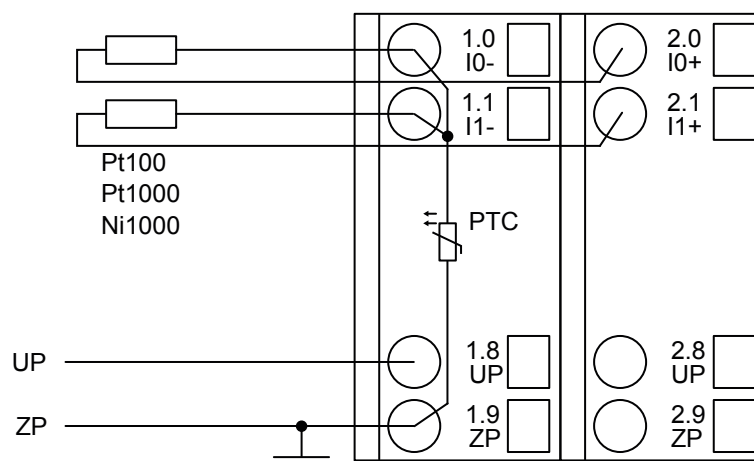 1.0
I0-
2.0
I0+
1.1
I1-
2.1
I1+
Pt100
Pt1000
Ni1000
PTC
UP
1.8
UP
2.8
UP
ZP
1.9
ZP
2.9
ZP